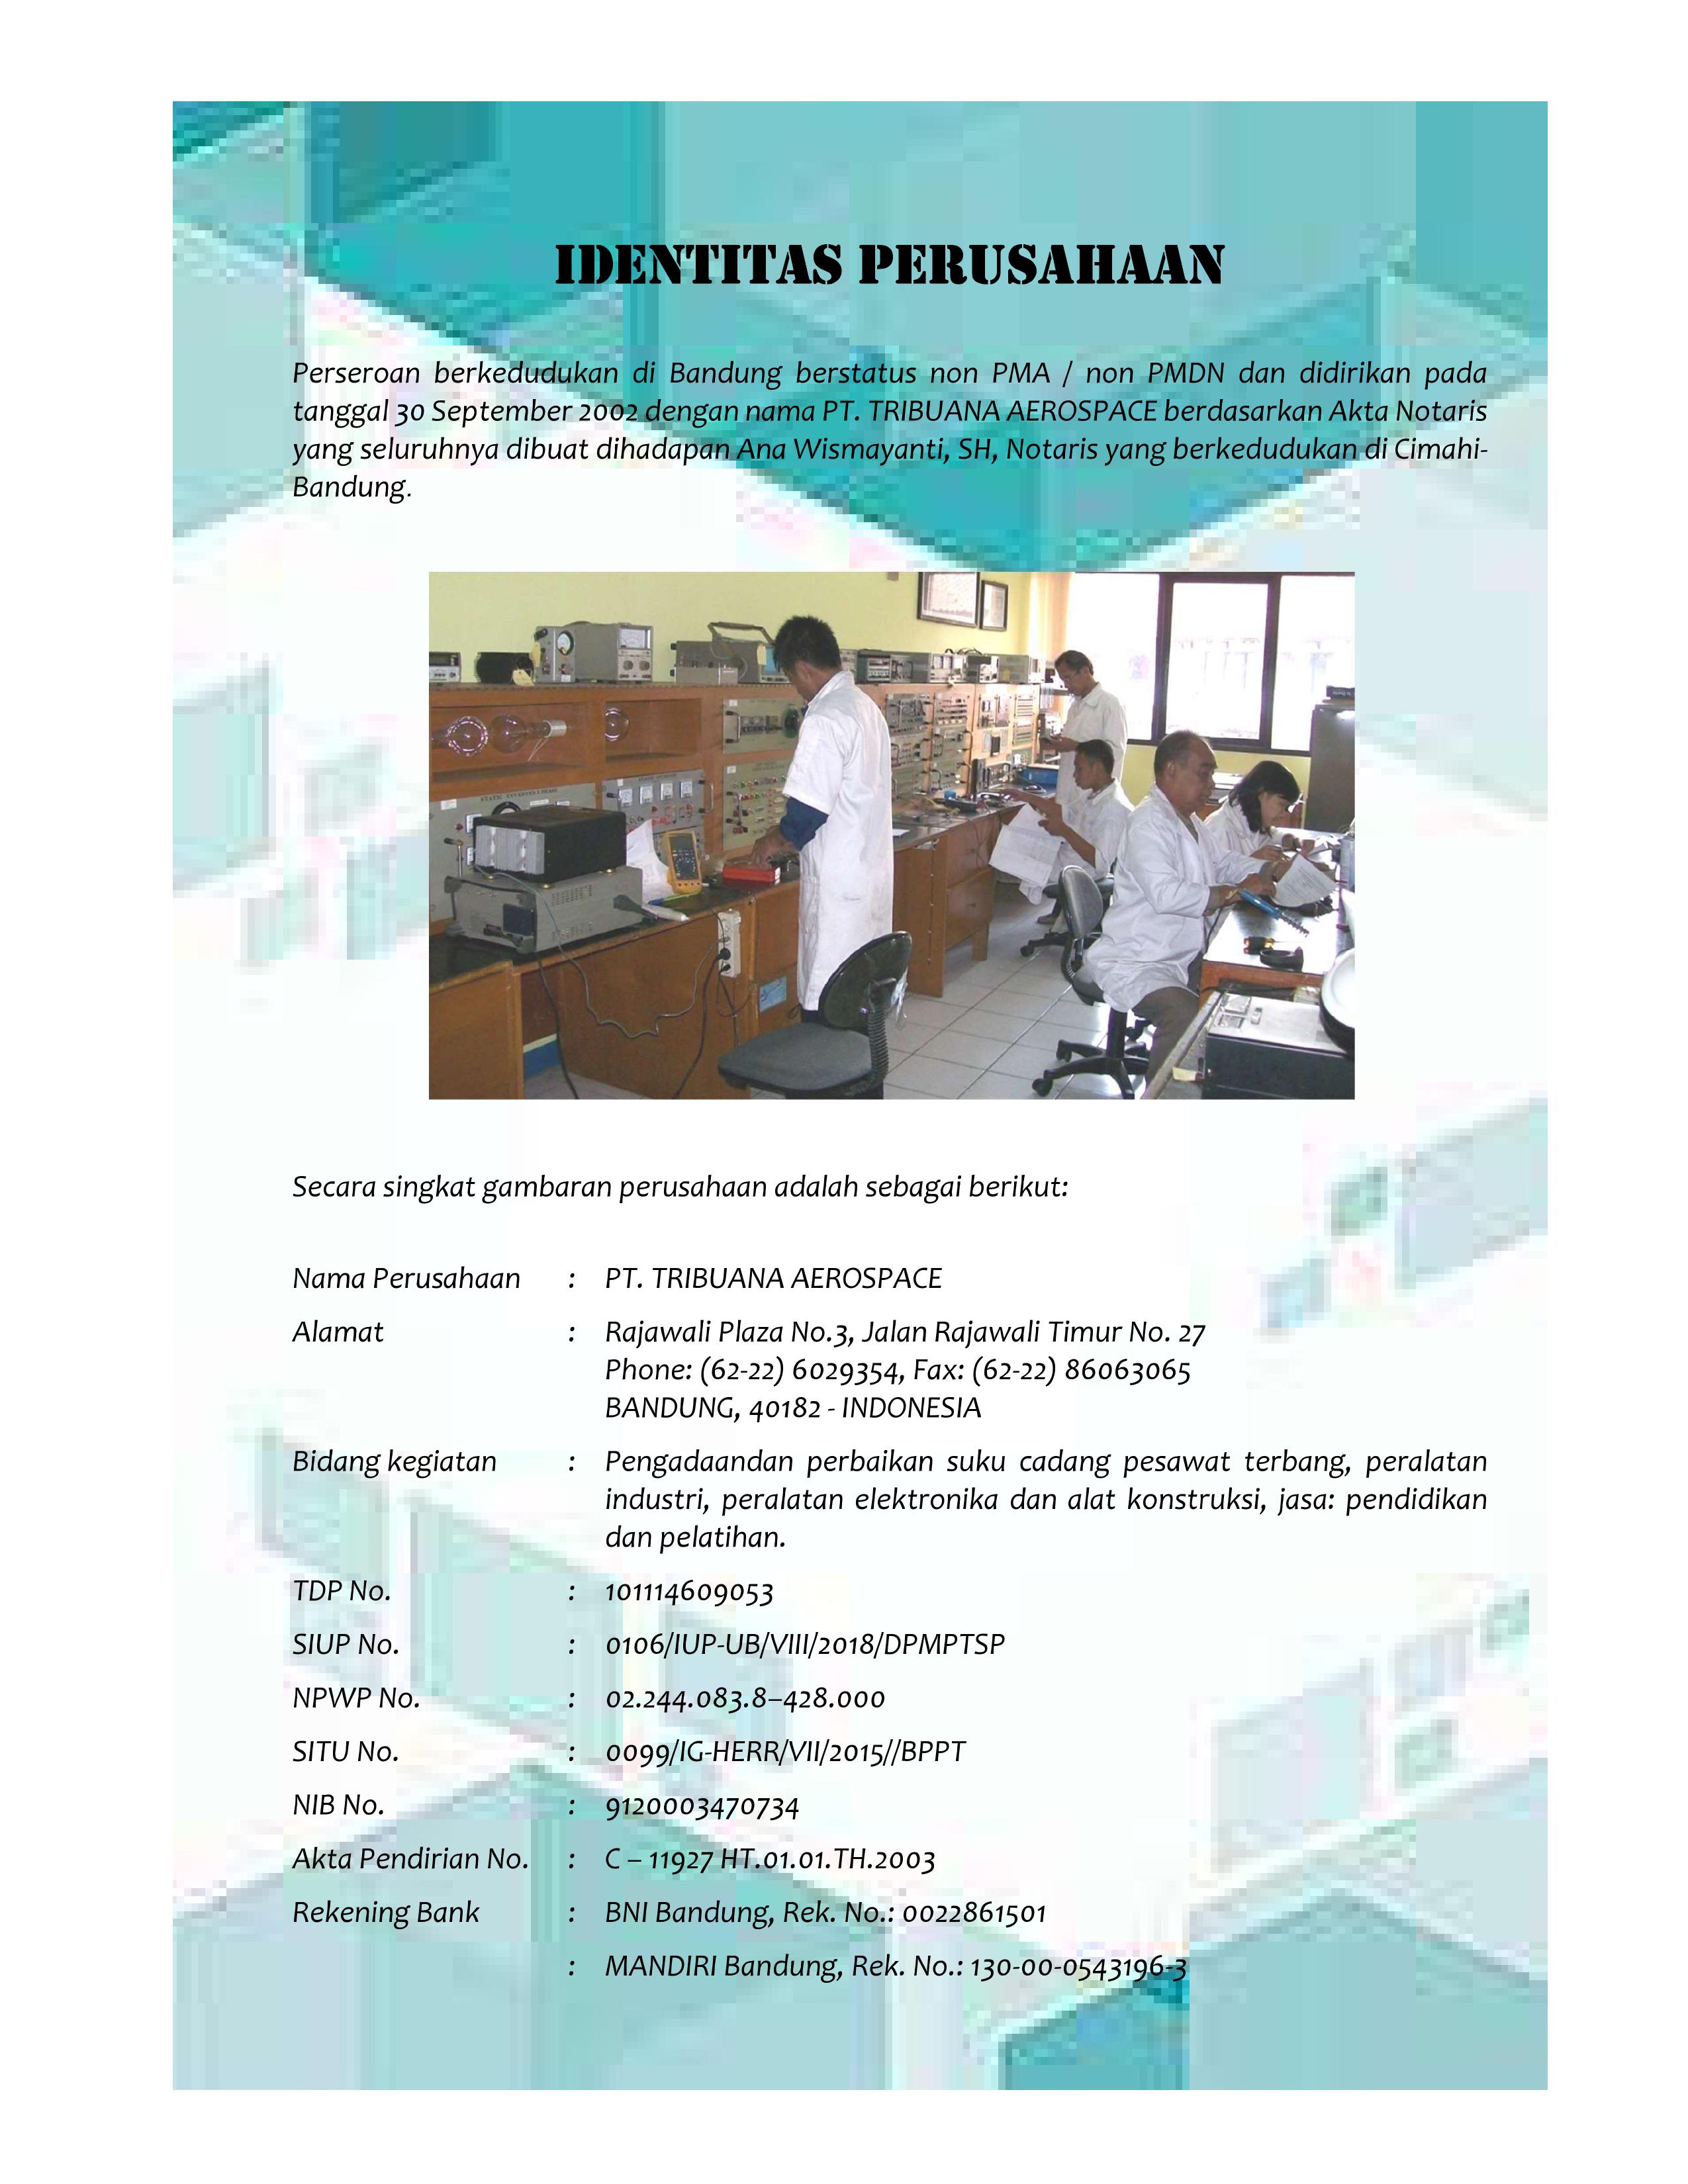 IDENTITAS PERUSAHAAN
Perseroan berkedudukan di Bandung berstatus non PMA / non PMDN dan didirikan pada
tanggal 30 September 2002 dengan nama PT. TRIBUANA AEROSPACE berdasarkan Akta Notaris
yang seluruhnya dibuat dihadapan Ana Wismayanti, SH, Notaris yang berkedudukan di Cimahi-
Bandung.
Secara singkat gambaran perusahaan adalah sebagai berikut:
Nama Perusahaan : PT. TRIBUANA AEROSPACE
Alamat : Rajawali Plaza No.3, Jalan Rajawali Timur No. 27
Phone: (62-22) 6029354, Fax: (62-22) 86063065
BANDUNG, 40182 - INDONESIA
Bidang kegiatan : Pengadaandan perbaikan suku cadang pesawat terbang, peralatan
industri, peralatan elektronika dan alat konstruksi, jasa: pendidikan
dan pelatihan.
TDP No. : 101114609053
SIUP No. : 0106/IUP-UB/VIII/2018/DPMPTSP
NPWP No. : 02.244.083.8–428.000
SITU No. : 0099/IG-HERR/VII/2015//BPPT
NIB No. : 9120003470734
Akta Pendirian No. : C – 11927 HT.01.01.TH.2003
Rekening Bank : BNI Bandung, Rek. No.: 0022861501
: MANDIRI Bandung, Rek. No.: 130-00-0543196-3